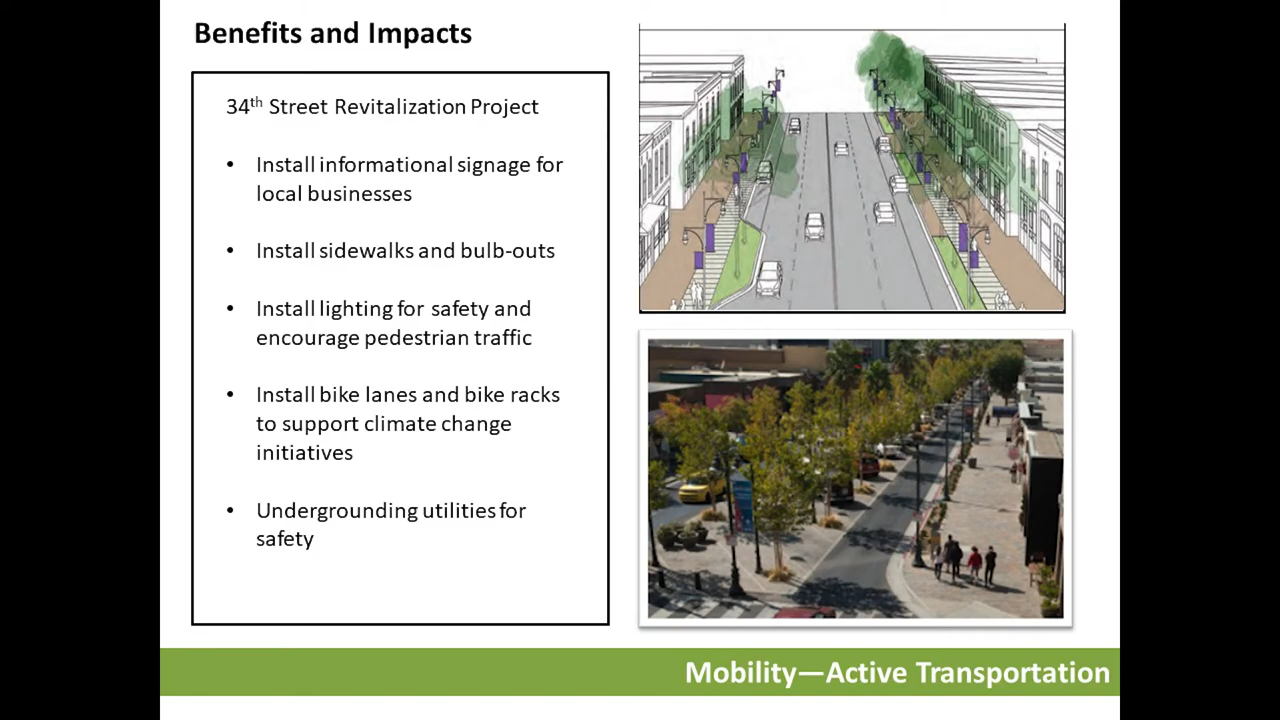 Benefits and Impacts
34th Street Revitalization Project
• Install informational signage for
local businesses
• Install sidewalks and bulb-outs
• Install lighting for safety and
encourage pedestrian traffic
• Install bike lanes and bike racks
to support climate change
initiatives
• Undergrounding utilities for
safety
Mobility—Active Transportation